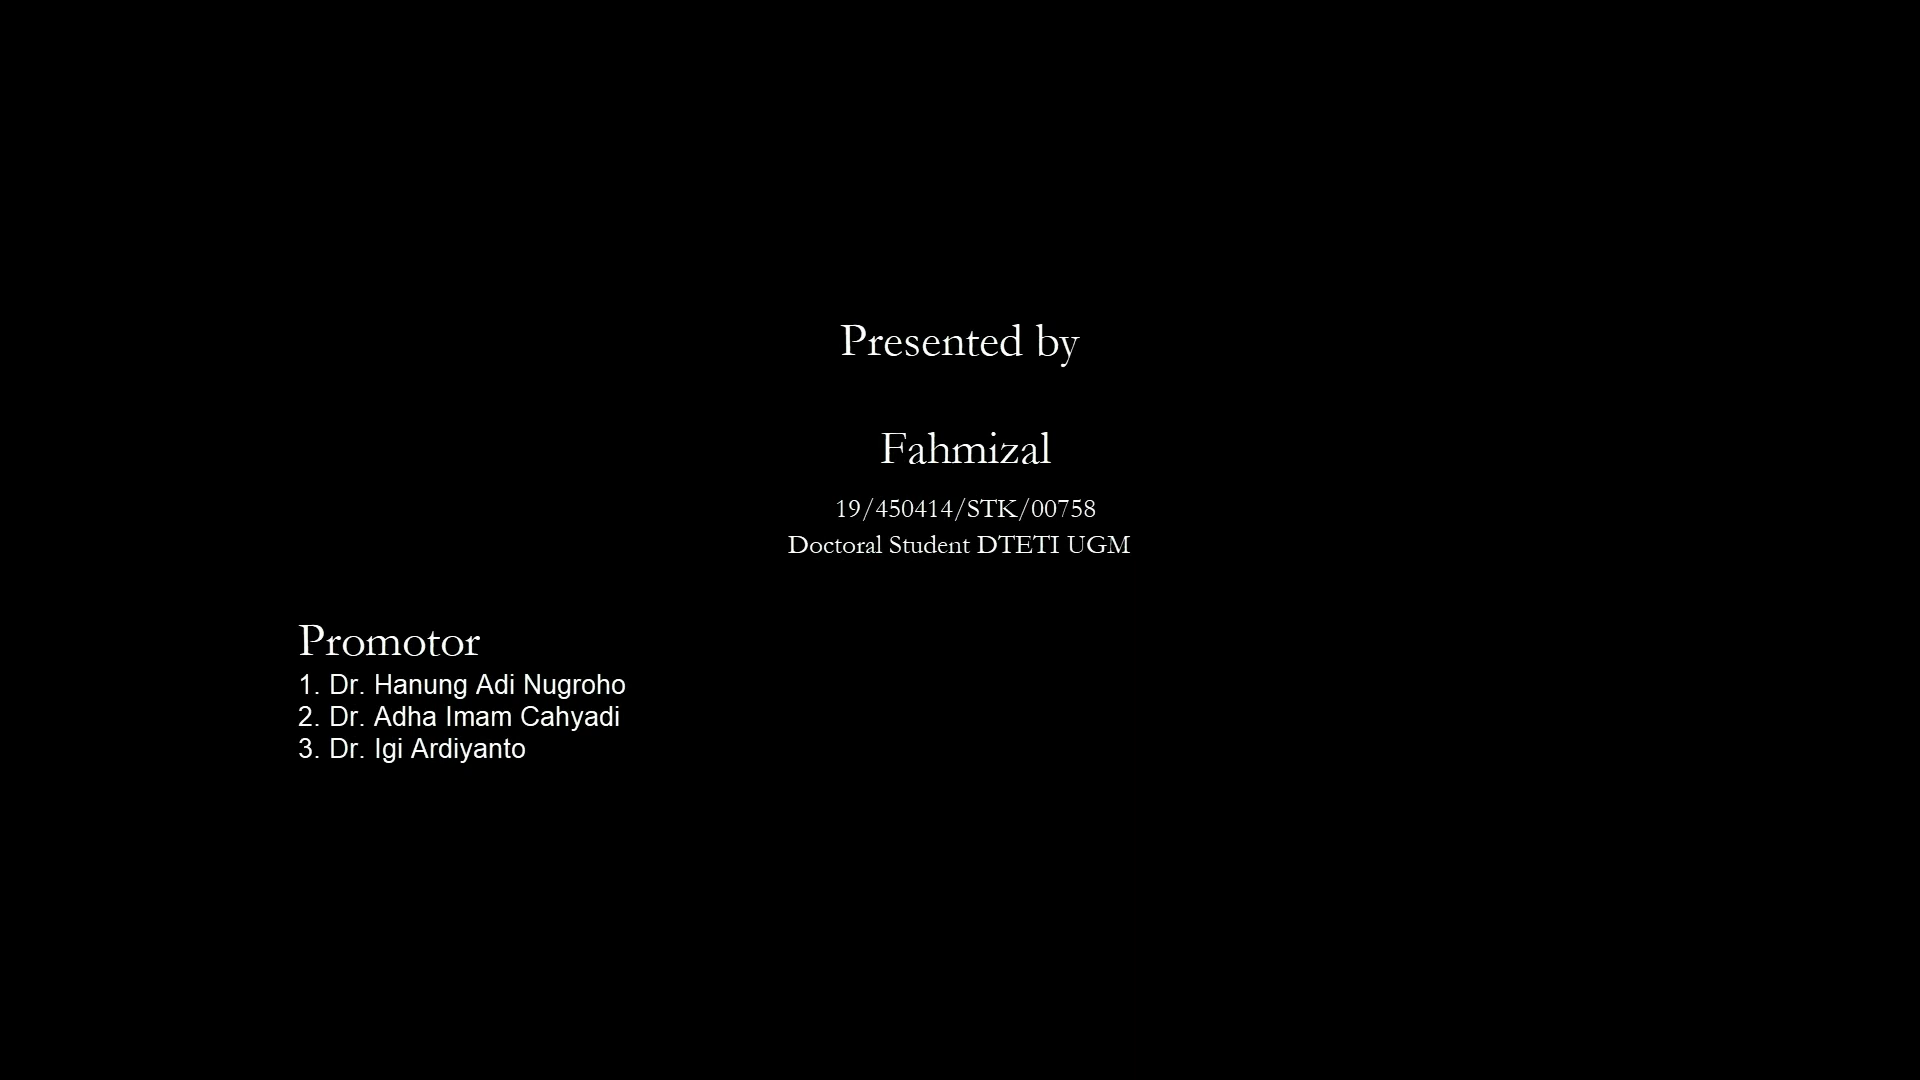 Presented by
Fahmizal
19/450414/STK/00758
Doctoral Student DTETI UGM
Promotor
1. Dr. Hanung Adi Nugroho
2. Dr. Adha Imam Cahyadi
3. Dr. Igi Ardiyanto